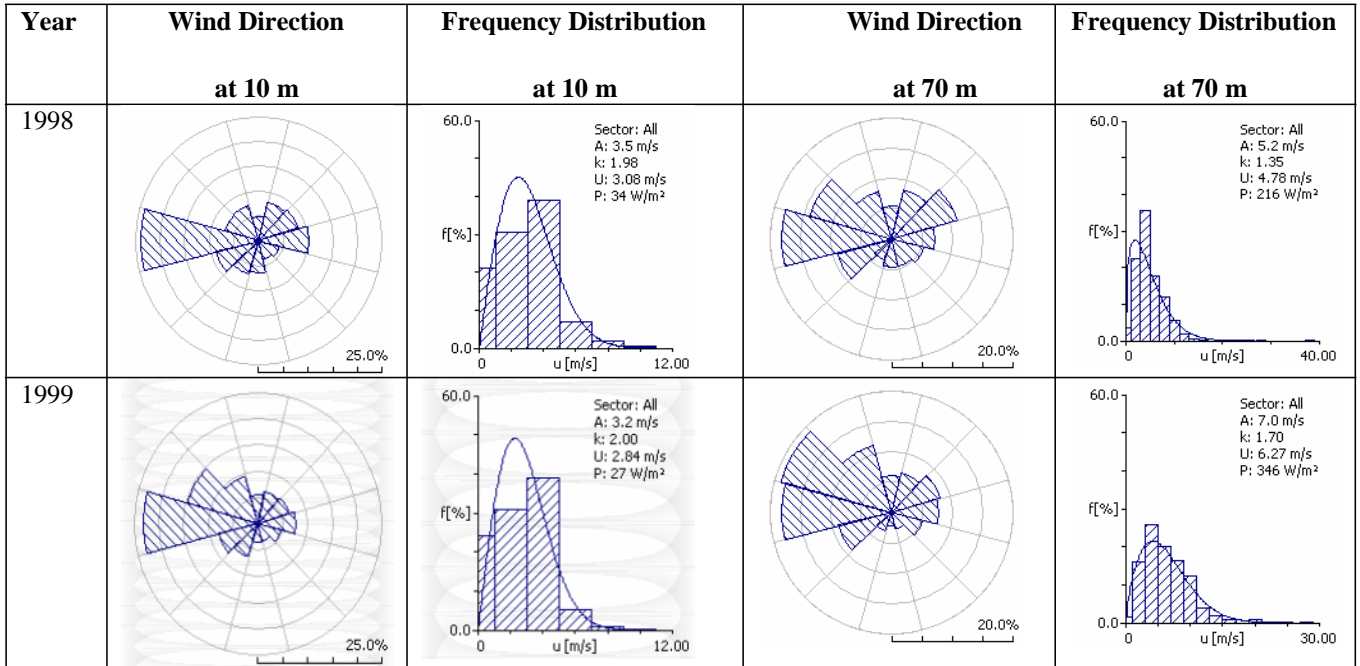 Year
Wind Direction
at 10 m
Frequency Distribution
at 10 m
Wind Direction
at 70 m
Frequency Distribution
at 70 m
1998
25.0%
60.0
Sector: All
A: 3.5 m/s
k: 1.98
U: 3.08 m/s
P: 34 W/m²
f[%]
0.0
0 u [m/s] 12.00
20.0%
60.0
Sector: All
A: 5.2 m/s
k: 1.35
U: 4.78 m/s
P: 216 W/m²
f[%]
0.0
0 u [m/s] 40.00
1999
25.0%
60.0
Sector: All
A: 3.2 m/s
k: 2.00
U: 2.84 m/s
P: 27 W/m²
f[%]
0.0
0 u [m/s] 12.00
20.0%
60.0
Sector: All
A: 7.0 m/s
k: 1.70
U: 6.27 m/s
P: 346 W/m²
f[%]
0.0
0 u [m/s] 30.00